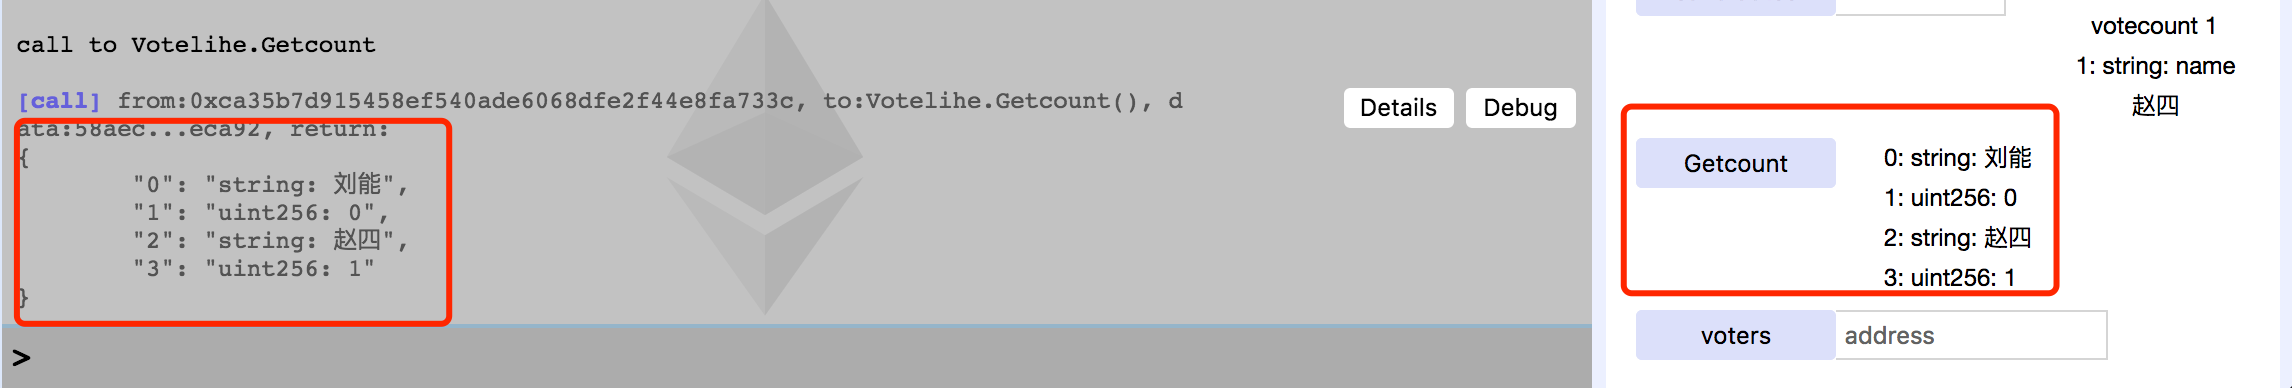 call to Votelihe.Getcount
[call] from:0xca35b7d915458ef540ade6068dfe2f44e8fa733c, to:Votelihe.Getcount(), d
ata:58aec...eca92, return:
{
"0": "string: 刘能",
"1": "uint256: 0",
"2": "string: 赵四",
"3": "uint256: 1"
}
Details
Debug
>
votecount 1
1: string: name
赵四
Getcount
0: string: 刘能
1: uint256: 0
2: string: 赵四
3: uint256: 1
voters
address